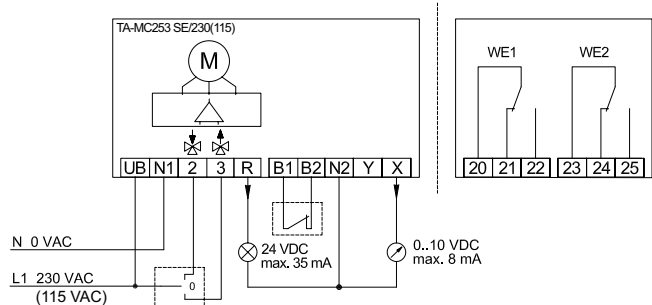 TA-MC253 SE/230(115)
M
UB N1 2 3 R B1 B2 N2 Y X
WE1 WE2
20 21 22 23 24 25
N 0 VAC
L1 230 VAC
(115 VAC)
0
24 VDC
max. 35 mA
0..10 VDC
max. 8 mA